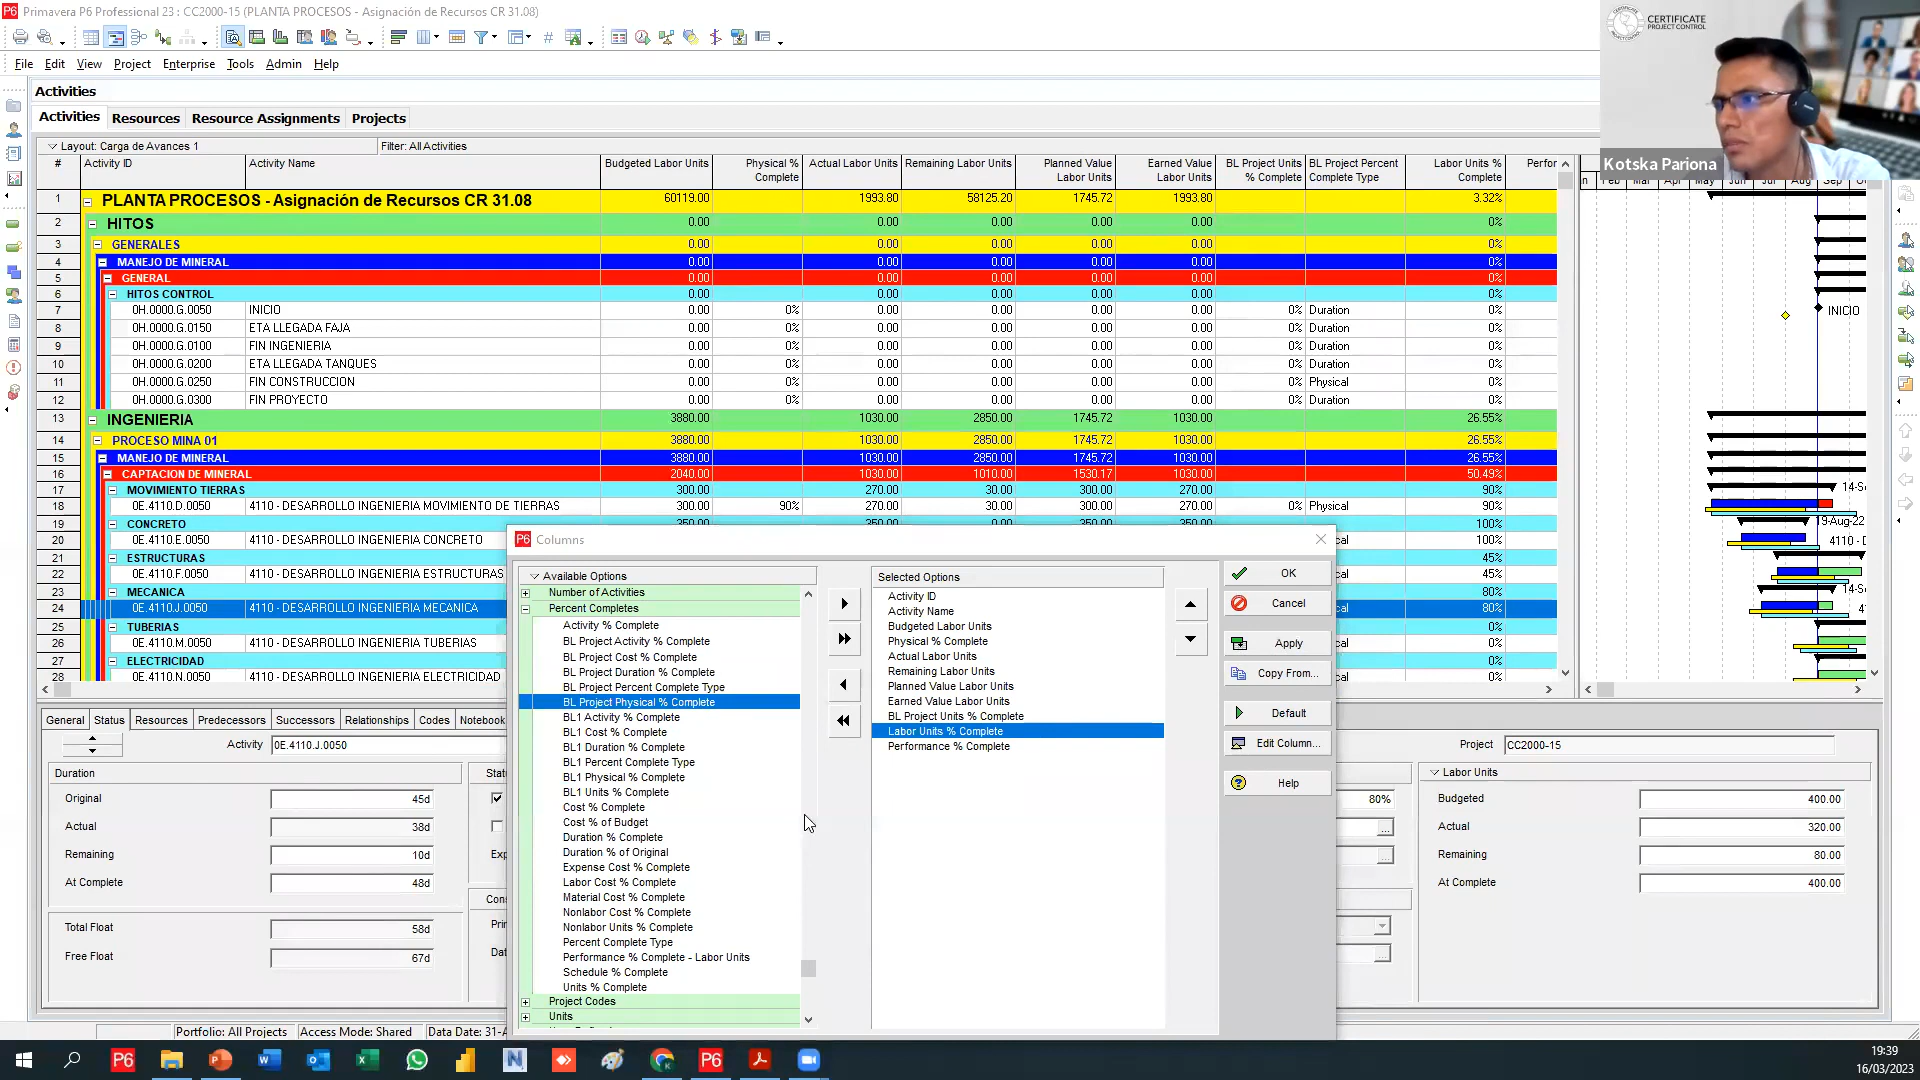 Primavera P6 Professional 23 : CC2000-15 (PLANTA PROCESOS - Asignación de Recursos CR 31.08)
File Edit View Project Enterprise Tools Admin Help
Activities
Activities Resources Resource Assignments Projects
Layout: Carga de Avances 1 Filter: All Activities
# Activity ID Activity Name Budgeted Labor Units Physical % Complete Actual Labor Units Remaining Labor Units Planned Value Labor Units Earned Value Labor Units BL Project Units % Complete BL Project Percent Complete Type Labor Units % Complete Perfor
1 PLANTA PROCESOS - Asignación de Recursos CR 31.08 60119.00 1993.80 58125.20 1745.72 1993.80 3.32%
2 HITOS 0.00 0.00 0.00 0.00 0.00 0%
3 GENERALES 0.00 0.00 0.00 0.00 0.00 0%
4 MANEJO DE MINERAL 0.00 0.00 0.00 0.00 0.00 0%
5 GENERAL 0.00 0.00 0.00 0.00 0.00 0%
6 HITOS CONTROL 0.00 0.00 0.00 0.00 0.00 0%
7 0H.0000.G.0050 INICIO 0.00 0% 0.00 0.00 0.00 0.00 0% Duration 0% INICIO
8 0H.0000.G.0150 ETA LLEGADA FAJA 0.00 0% 0.00 0.00 0.00 0.00 0% Duration 0%
9 0H.0000.G.0100 FIN INGENIERIA 0.00 0% 0.00 0.00 0.00 0.00 0% Duration 0%
10 0H.0000.G.0200 ETA LLEGADA TANQUES 0.00 0% 0.00 0.00 0.00 0.00 0% Duration 0%
11 0H.0000.G.0250 FIN CONSTRUCCION 0.00 0% 0.00 0.00 0.00 0.00 0% Physical 0%
12 0H.0000.G.0300 FIN PROYECTO 0.00 0% 0.00 0.00 0.00 0.00 0% Duration 0%
13 INGENIERIA 3880.00 1030.00 2850.00 1745.72 1030.00 26.55%
14 PROCESO MINA 01 3880.00 1030.00 2850.00 1745.72 1030.00 26.55%
15 MANEJO DE MINERAL 3880.00 1030.00 2850.00 1745.72 1030.00 26.55%
16 CAPTACION DE MINERAL 2040.00 1030.00 1010.00 1530.17 1030.00 50.49%
17 MOVIMIENTO TIERRAS 300.00 270.00 30.00 300.00 270.00 90%
18 0E.4110.D.0050 4110 - DESARROLLO INGENIERIA MOVIMIENTO DE TIERRAS 300.00 90% 270.00 30.00 300.00 270.00 0% Physical 90%
19 CONCRETO 350.00 350.00 0.00 350.00 350.00 100% 19-Aug-22
20 0E.4110.E.0050 4110 - DESARROLLO INGENIERIA CONCRETO cal 100%
21 ESTRUCTURAS 45%
22 0E.4110.F.0050 4110 - DESARROLLO INGENIERIA ESTRUCTURAS cal 45%
23 MECANICA 80%
24 0E.4110.J.0050 4110 - DESARROLLO INGENIERIA MECANICA cal 80%
25 TUBERIAS 0%
26 0E.4110.M.0050 4110 - DESARROLLO INGENIERIA TUBERIAS cal 0%
27 ELECTRICIDAD 0%
28 0E.4110.N.0050 4110 - DESARROLLO INGENIERIA ELECTRICIDAD cal 0%
CERTIFICATE
PROJECT CONTROL
Kotska Pariona
Columns
Available Options
Number of Activities
Percent Completes
Activity % Complete
BL Project Activity % Complete
BL Project Cost % Complete
BL Project Duration % Complete
BL Project Percent Complete Type
BL Project Physical % Complete
BL1 Activity % Complete
BL1 Cost % Complete
BL1 Duration % Complete
BL1 Percent Complete Type
BL1 Physical % Complete
BL1 Units % Complete
Cost % Complete
Cost % of Budget
Duration % Complete
Duration % of Original
Expense Cost % Complete
Labor Cost % Complete
Material Cost % Complete
Nonlabor Cost % Complete
Nonlabor Units % Complete
Percent Complete Type
Performance % Complete - Labor Units
Schedule % Complete
Units % Complete
Project Codes
Units
Selected Options
Activity ID
Activity Name
Budgeted Labor Units
Physical % Complete
Actual Labor Units
Remaining Labor Units
Planned Value Labor Units
Earned Value Labor Units
BL Project Units % Complete
Labor Units % Complete
Performance % Complete
OK
Cancel
Apply
Copy From...
Default
Edit Column...
Help
General Status Resources Predecessors Successors Relationships Codes Notebook
Activity 0E.4110.J.0050 Project CC2000-15
Duration
Original 45d
Actual 38d
Remaining 10d
At Complete 48d
Total Float 58d
Free Float 67d
80%
Labor Units
Budgeted 400.00
Actual 320.00
Remaining 80.00
At Complete 400.00
Portfolio: All Projects Access Mode: Shared Data Date: 31-A
19:39
16/03/2023